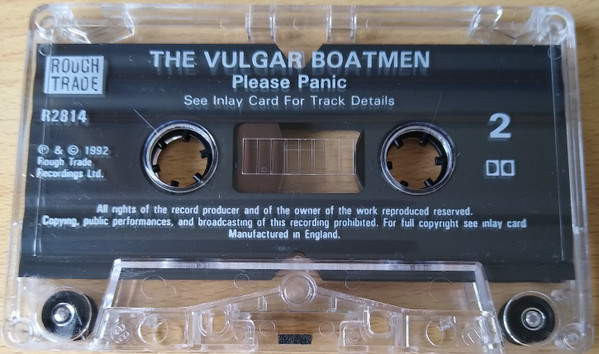 ROUGH
TRADE
THE VULGAR BOATMEN
Please Panic
See Inlay Card For Track Details
R2814
2
℗ & © 1992
Rough Trade
Recordings Ltd.
All rights of the record producer and of the owner of the work reproduced reserved.
Copying, public performances, and broadcasting of this recording prohibited. For full copyright see inlay card
Manufactured in England.